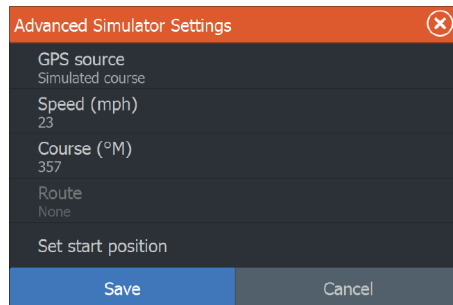 Advanced Simulator Settings
GPS source
Simulated course
Speed (mph)
23
Course (°M)
357
Route
None
Set start position
Save
Cancel